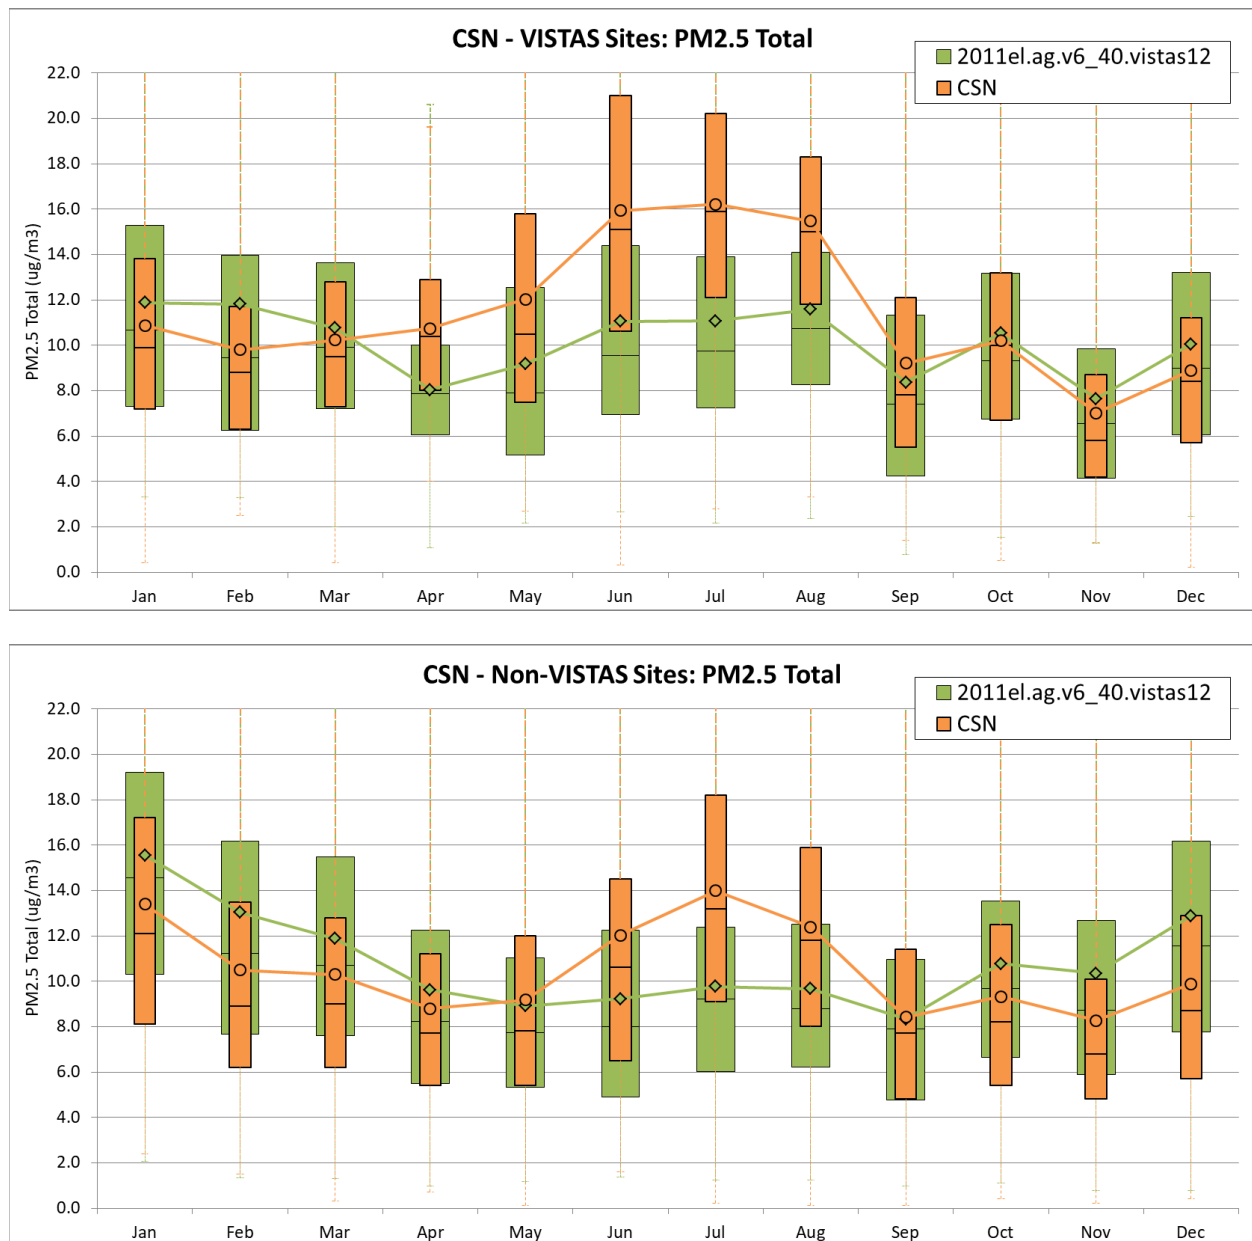 CSN - VISTAS Sites: PM2.5 Total
2011el.ag.v6_40.vistas12
CSN
PM2.5 Total (ug/m3)
22.0
20.0
18.0
16.0
14.0
12.0
10.0
8.0
6.0
4.0
2.0
0.0
Jan Feb Mar Apr May Jun Jul Aug Sep Oct Nov Dec
CSN - Non-VISTAS Sites: PM2.5 Total
2011el.ag.v6_40.vistas12
CSN
PM2.5 Total (ug/m3)
22.0
20.0
18.0
16.0
14.0
12.0
10.0
8.0
6.0
4.0
2.0
0.0
Jan Feb Mar Apr May Jun Jul Aug Sep Oct Nov Dec